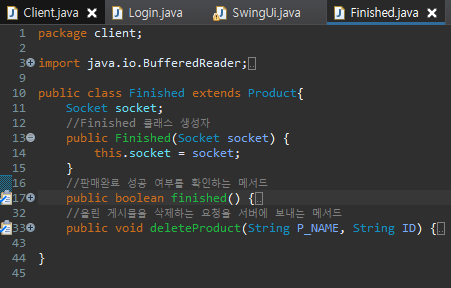 Client.java Login.java SwingUi.java Finished.java
1 package client;
2
3 import java.io.BufferedReader;
9
10 public class Finished extends Product{
11 Socket socket;
12 //Finished 클래스 생성자
13 public Finished(Socket socket) {
14 this.socket = socket;
15 }
16 //판매완료 성공 여부를 확인하는 메서드
17 public boolean finished() {
32 //올린 게시물을 삭제하는 요청을 서버에 보내는 메서드
33 public void deleteProduct(String P_NAME, String ID) {
43
44 }
45